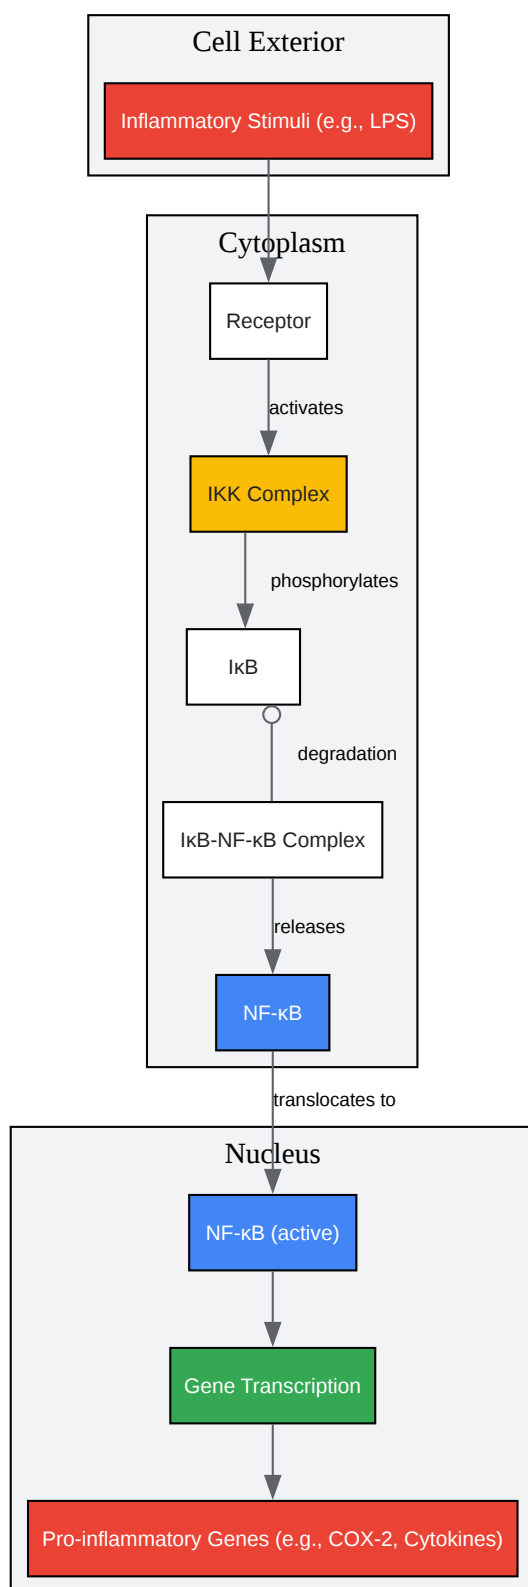 Cell Exterior
Inflammatory Stimuli (e.g., LPS)
Cytoplasm
Receptor
activates
IKK Complex
phosphorylates
IκB
degradation
IκB-NF-κB Complex
releases
NF-κB
translocates to
Nucleus
NF-κB (active)
Gene Transcription
Pro-inflammatory Genes (e.g., COX-2, Cytokines)